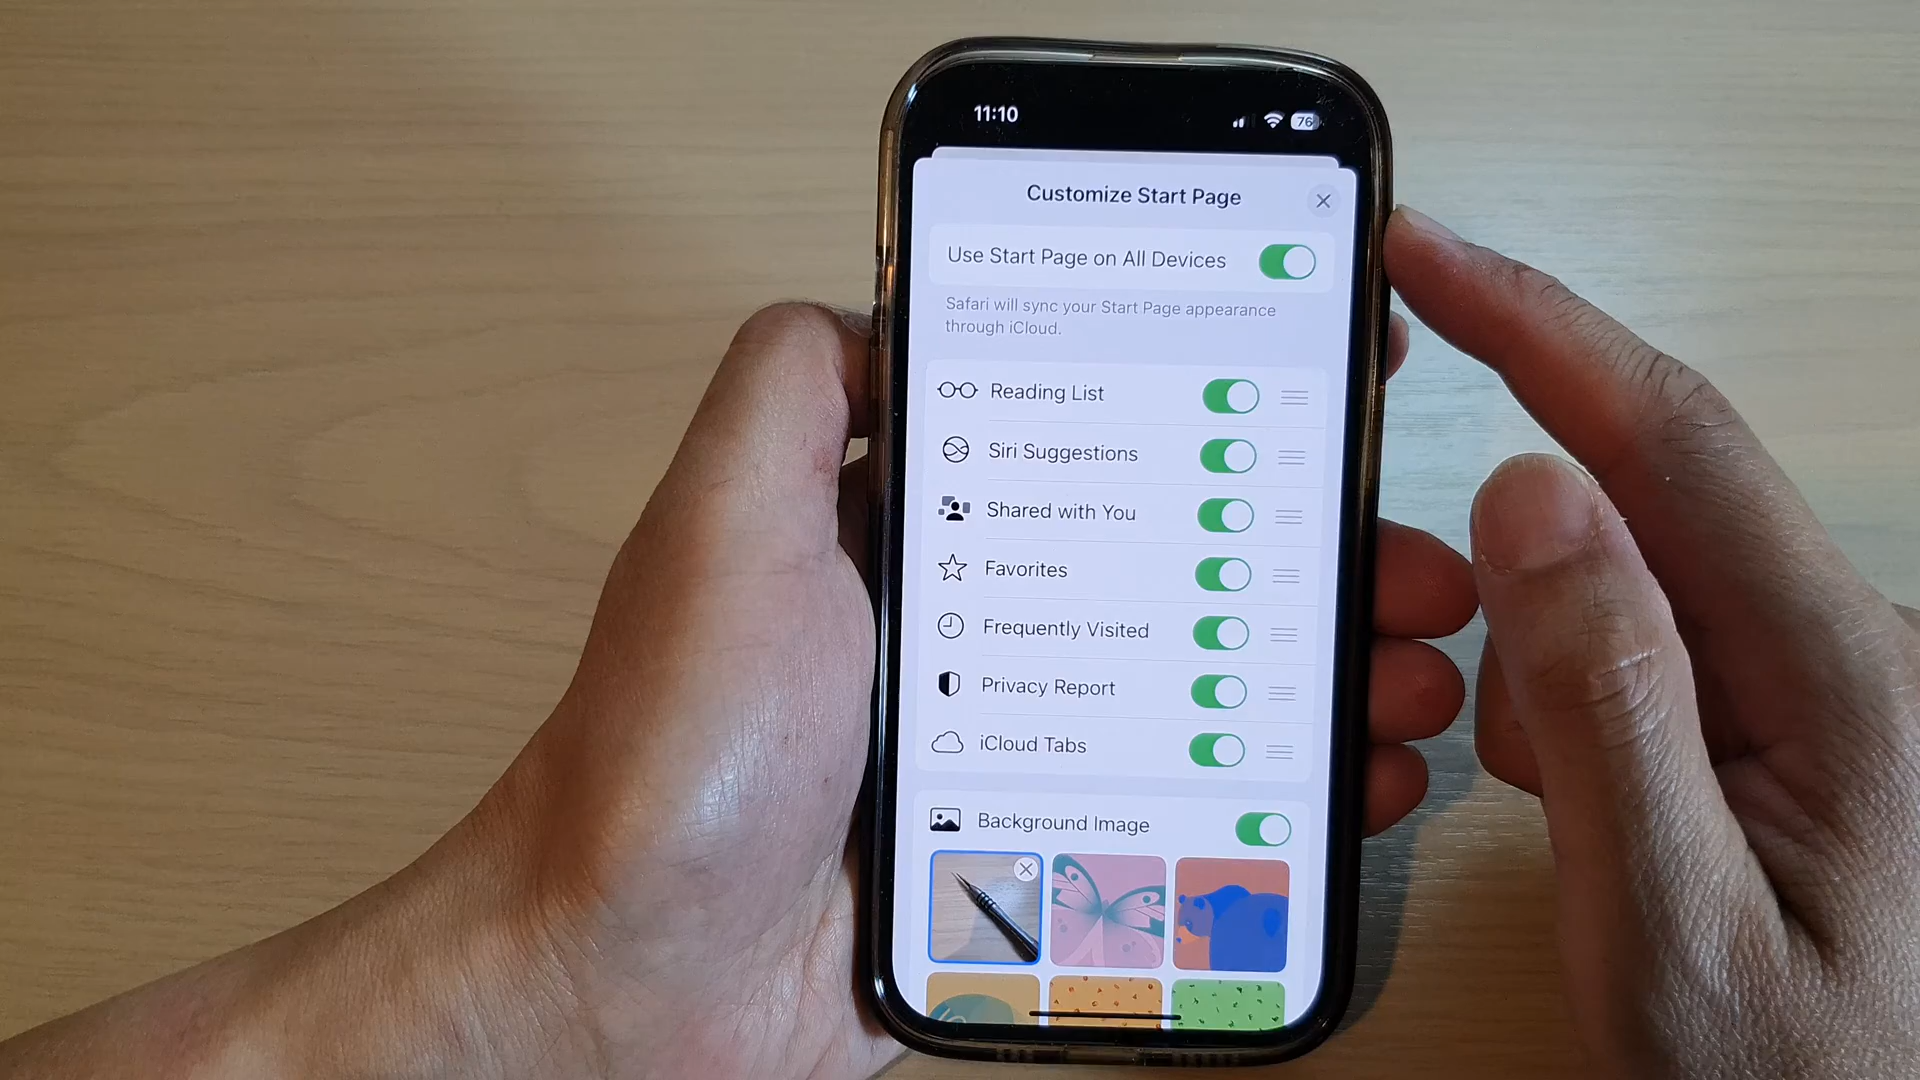 11:10
76
Customize Start Page
Use Start Page on All Devices
Safari will sync your Start Page appearance
through iCloud.
Reading List
Siri Suggestions
Shared with You
Favorites
Frequently Visited
Privacy Report
iCloud Tabs
Background Image